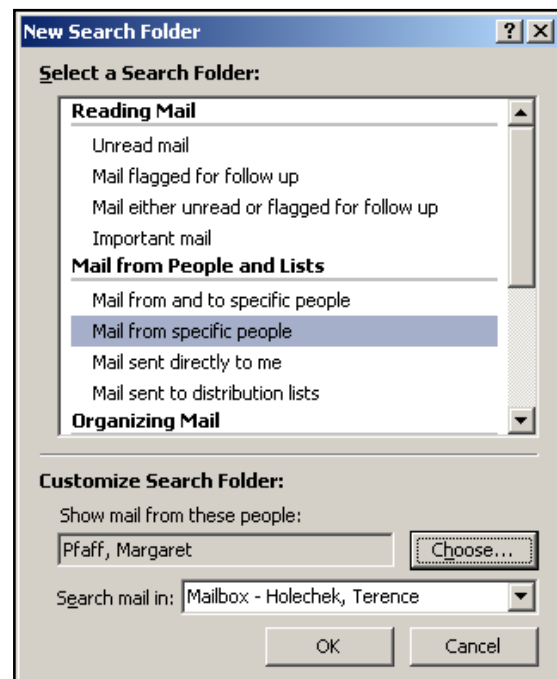 New Search Folder
Select a Search Folder:
Reading Mail
Unread mail
Mail flagged for follow up
Mail either unread or flagged for follow up
Important mail
Mail from People and Lists
Mail from and to specific people
Mail from specific people
Mail sent directly to me
Mail sent to distribution lists
Organizing Mail
Customize Search Folder:
Show mail from these people:
Pfaff, Margaret Choose...
Search mail in: Mailbox - Holechek, Terence
OK Cancel